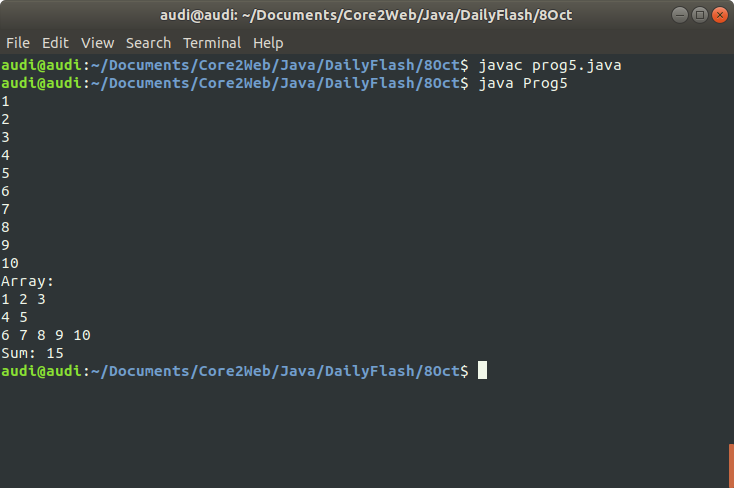 audi@audi: ~/Documents/Core2Web/Java/DailyFlash/8Oct
File Edit View Search Terminal Help
audi@audi:~/Documents/Core2Web/Java/DailyFlash/8Oct$ javac prog5.java
audi@audi:~/Documents/Core2Web/Java/DailyFlash/8Oct$ java Prog5
1
2
3
4
5
6
7
8
9
10
Array:
1 2 3
4 5
6 7 8 9 10
Sum: 15
audi@audi:~/Documents/Core2Web/Java/DailyFlash/8Oct$